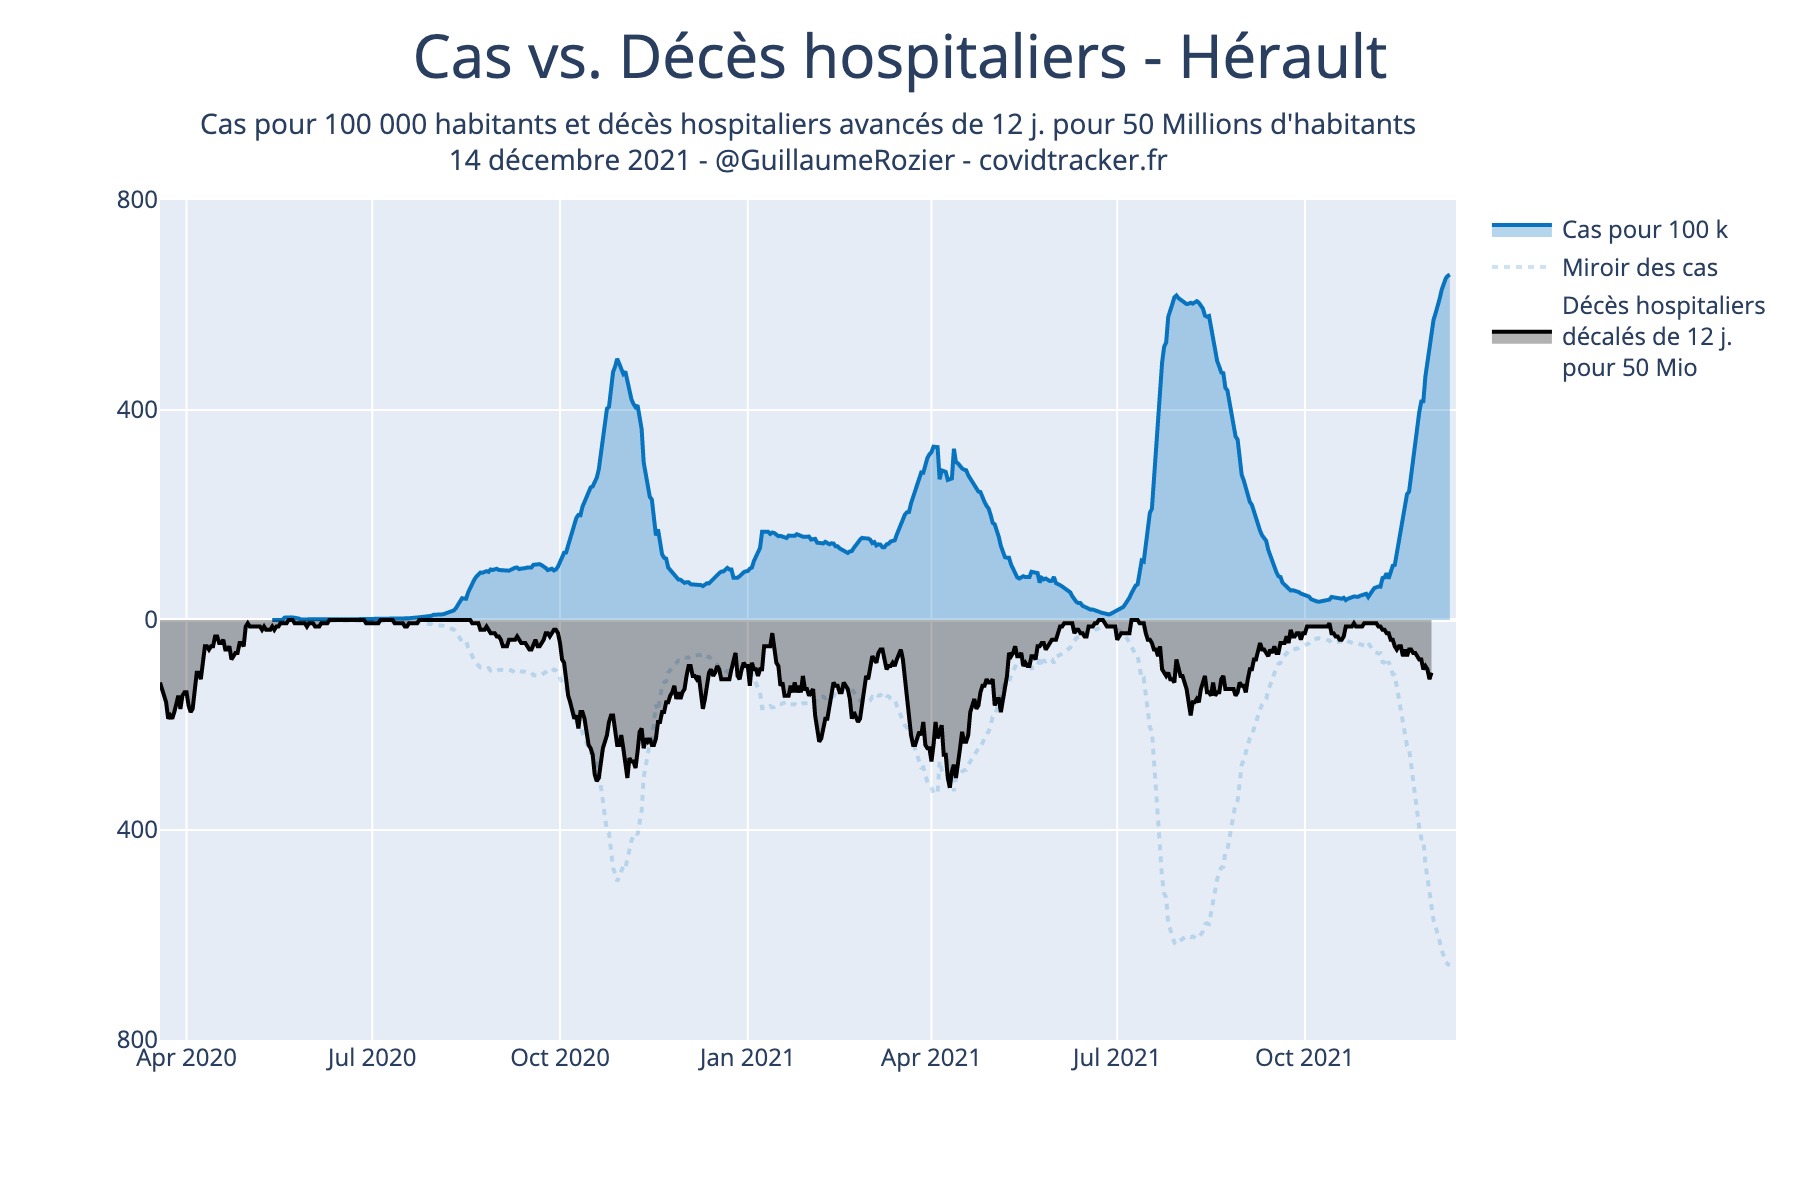 Cas vs. Décès hospitaliers - Hérault
Cas pour 100 000 habitants et décès hospitaliers avancés de 12 j. pour 50 Millions d'habitants
14 décembre 2021 - @GuillaumeRozier - covidtracker.fr
800
400
0
400
800
Apr 2020
Jul 2020
Oct 2020
Jan 2021
Apr 2021
Jul 2021
Oct 2021
Cas pour 100 k
Miroir des cas
Décès hospitaliers
décalés de 12 j.
pour 50 Mio